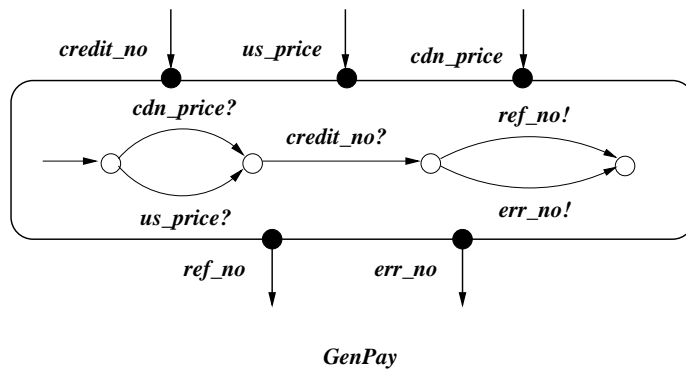 credit_no
us_price
cdn_price
cdn_price?
credit_no?
ref_no!
us_price?
err_no!
ref_no
err_no
GenPay